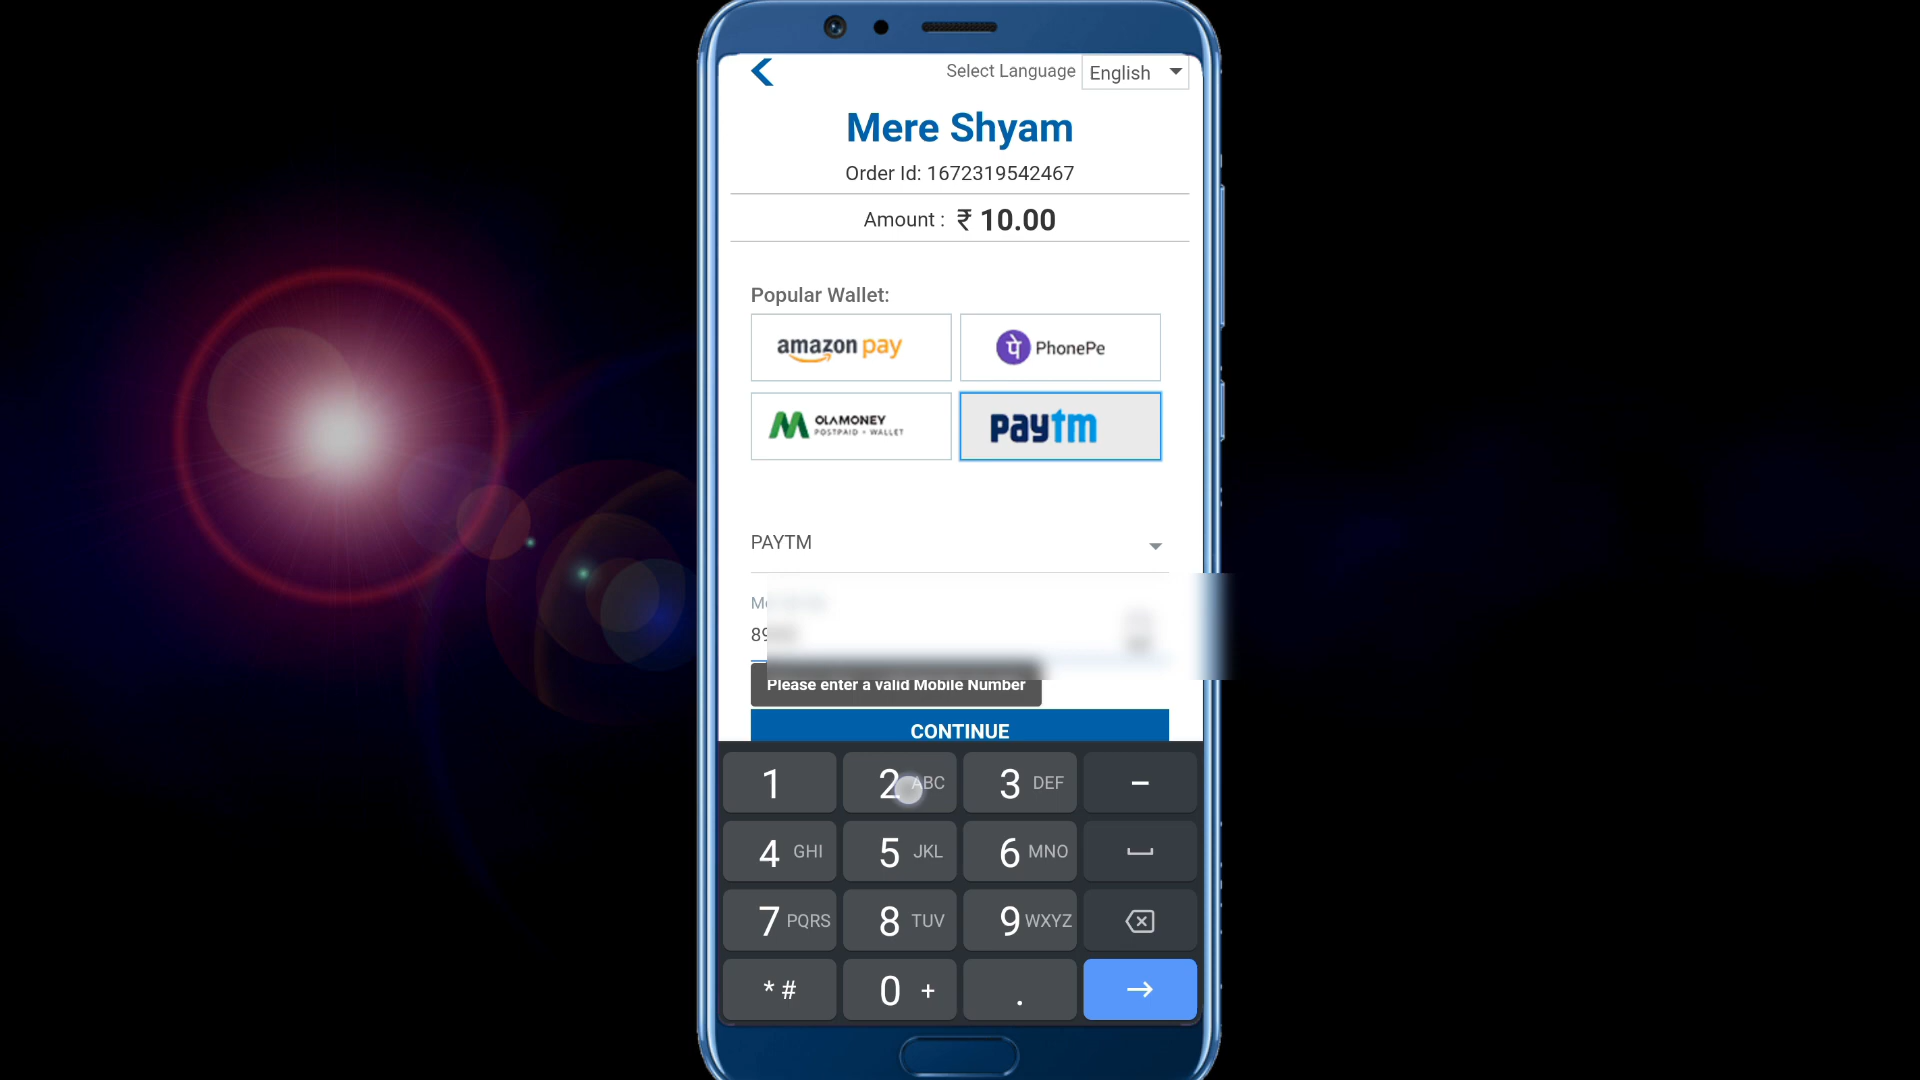 Select Language English
Mere Shyam
Order Id: 1672319542467
Amount : ₹ 10.00
Popular Wallet:
amazon pay
पे PhonePe
OLAMONEY
POSTPAID + WALLET
paytm
PAYTM
89
Please enter a valid Mobile Number
CONTINUE
1 2 ABC 3 DEF -
4 GHI 5 JKL 6 MNO
7 PQRS 8 TUV 9 WXYZ
* # 0 + .